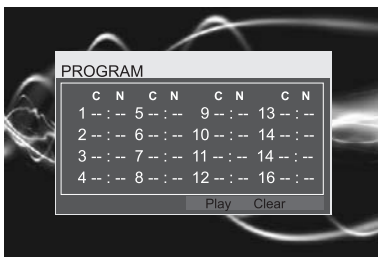 PROGRAM
C N C N C N C N
1 -- : -- 5 -- : -- 9 -- : -- 13 -- : --
2 -- : -- 6 -- : -- 10 -- : -- 14 -- : --
3 -- : -- 7 -- : -- 11 -- : -- 14 -- : --
4 -- : -- 8 -- : -- 12 -- : -- 16 -- : --
Play Clear